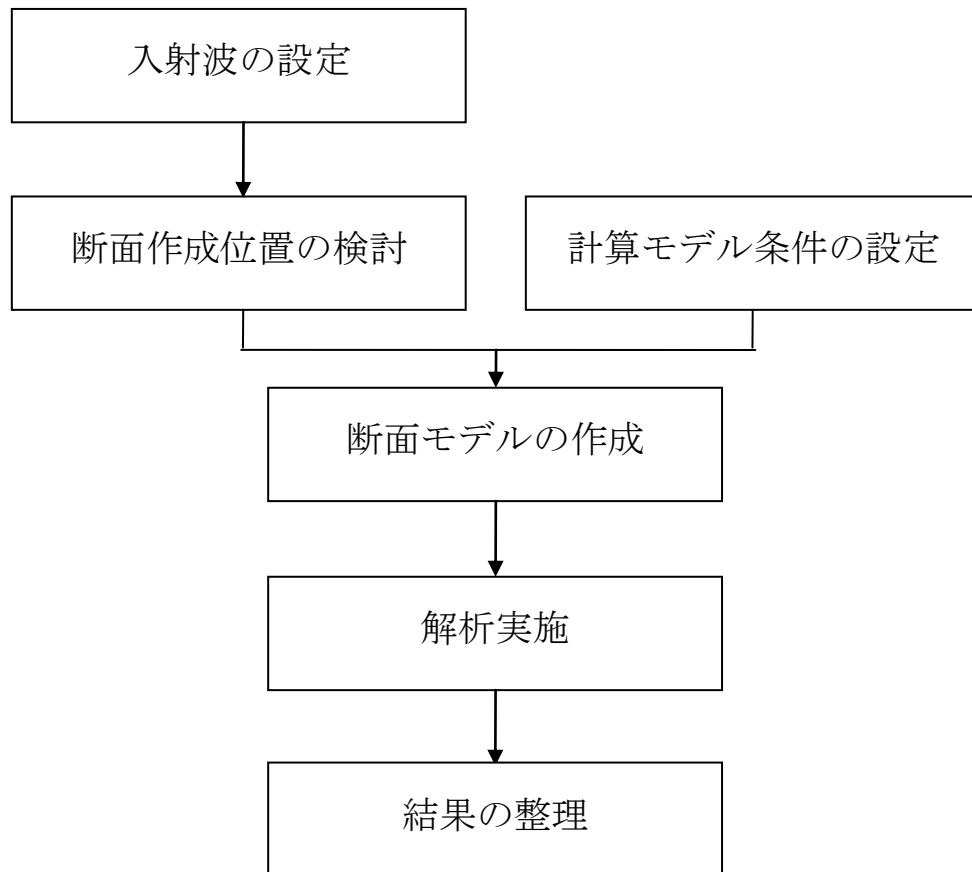 入射波の設定
断面作成位置の検討
計算モデル条件の設定
断面モデルの作成
解析実施
結果の整理